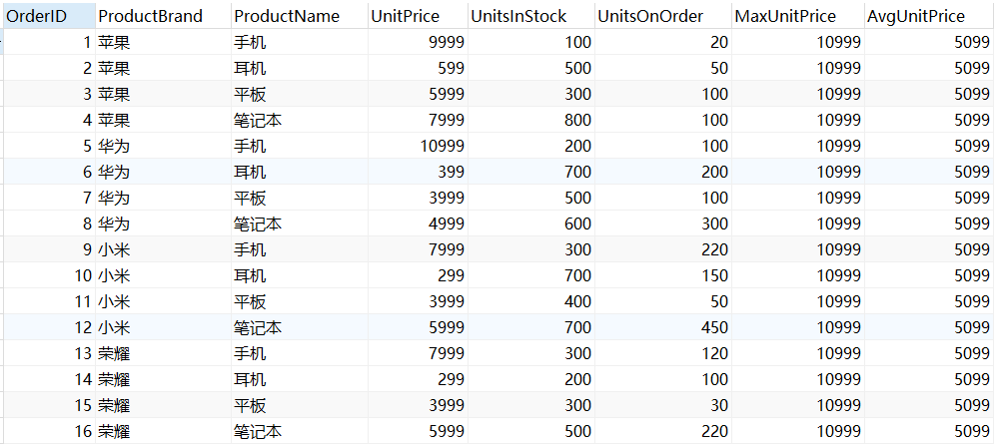 OrderID ProductBrand ProductName UnitPrice UnitsInStock UnitsOnOrder MaxUnitPrice AvgUnitPrice
1 苹果 手机 9999 100 20 10999 5099
2 苹果 耳机 599 500 50 10999 5099
3 苹果 平板 5999 300 100 10999 5099
4 苹果 笔记本 7999 800 100 10999 5099
5 华为 手机 10999 200 100 10999 5099
6 华为 耳机 399 700 200 10999 5099
7 华为 平板 3999 500 100 10999 5099
8 华为 笔记本 4999 600 300 10999 5099
9 小米 手机 7999 300 220 10999 5099
10 小米 耳机 299 700 150 10999 5099
11 小米 平板 3999 400 50 10999 5099
12 小米 笔记本 5999 700 450 10999 5099
13 荣耀 手机 7999 300 120 10999 5099
14 荣耀 耳机 299 200 100 10999 5099
15 荣耀 平板 3999 300 30 10999 5099
16 荣耀 笔记本 5999 500 220 10999 5099